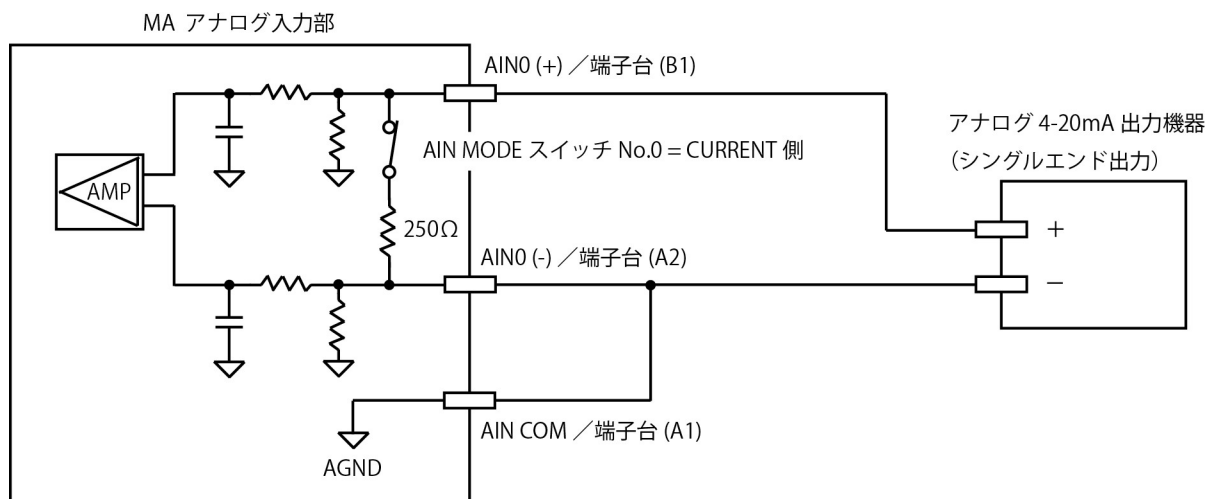 MA アナログ入力部
AIN0 (+) ／端子台 (B1)
アナログ 4-20mA 出力機器
（シングルエンド出力）
AIN MODE スイッチ No.0 = CURRENT 側
AMP
+
250Ω
AIN0 (-) ／端子台 (A2)
−
AIN COM ／端子台 (A1)
AGND